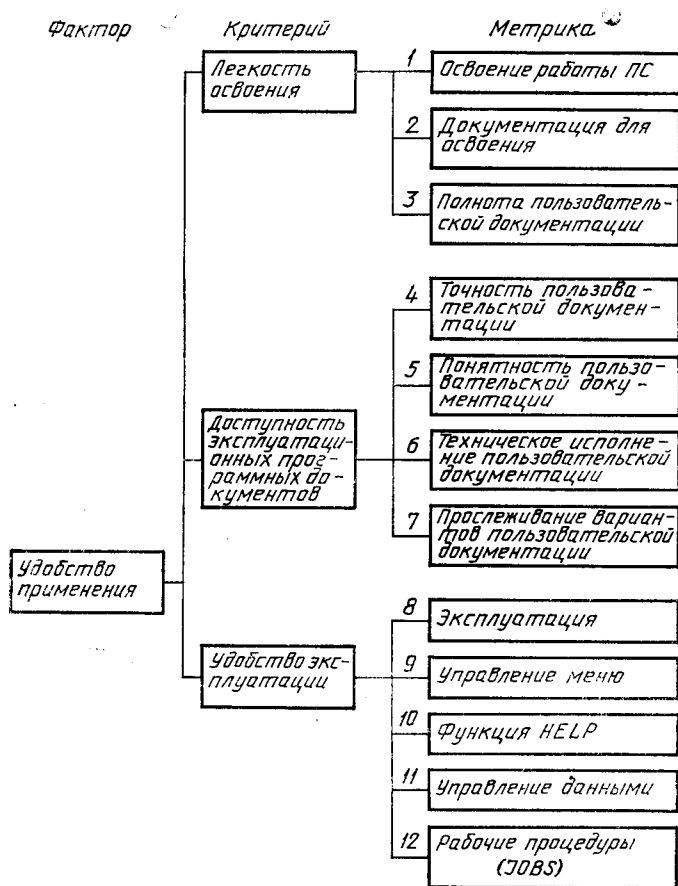 Фактор Критерий Метрика
Легкость
освоения
1
Освоение работы ПС
2
Документация для
освоения
3
Полнота пользователь-
ской документации
4
Точность пользова-
тельской докумен-
тации
5
Понятность пользо-
вательской доку-
ментации
Доступность
эксплуатаци-
онных прог-
раммных до-
кументов
6
Техническое исполне-
ние пользовательской
документации
7
Прослеживание вариан-
тов пользовательской
документации
Удобство
применения
8
Эксплуатация
Удобство экс-
плуатации
9
Управление меню
10
Функция HELP
11
Управление данными
12
Рабочие процедуры
(JOBS)